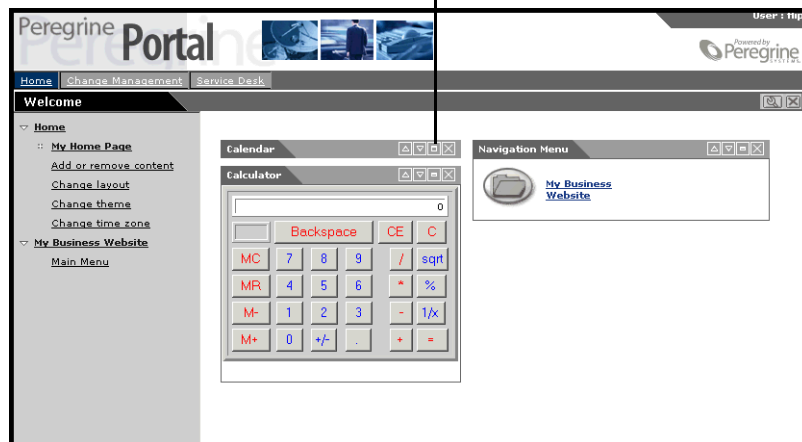 Peregrine Portal
User : flip
Powered by
Peregrine
SYSTEMS
Home Change Management Service Desk
Welcome
Home
My Home Page
Add or remove content
Change layout
Change theme
Change time zone
My Business Website
Main Menu
Calendar
Calculator
0
Backspace CE C
MC 7 8 9 / sqrt
MR 4 5 6 * %
M- 1 2 3 - 1/x
M+ 0 +/- . + =
Navigation Menu
My Business
Website